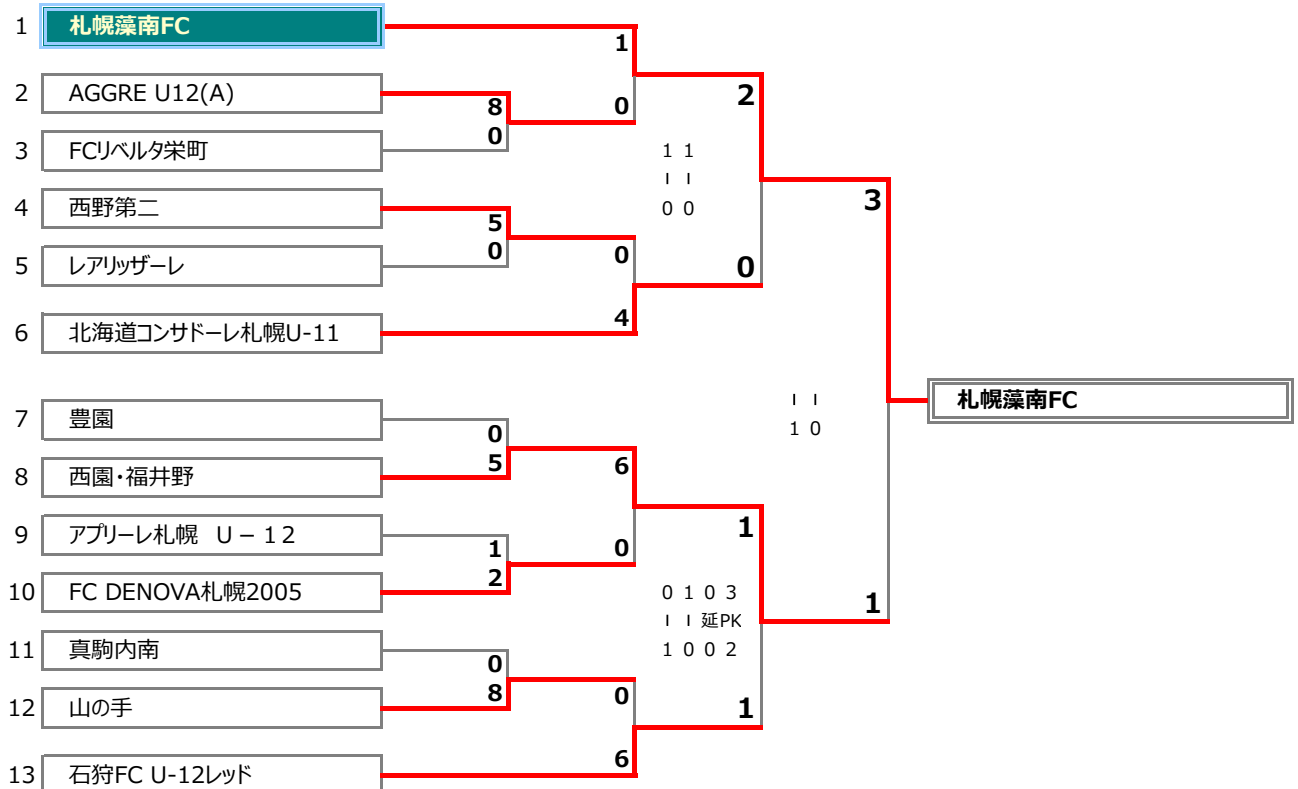 1 札幌藻南FC
1
2 AGGRE U12(A)
8
0
2
0
3 FCリベルタ栄町
1 1
I I
0 0
4 西野第二
5
0
3
5 レアリッザーレ
0
0
6 北海道コンサドーレ札幌U-11
4
7 豊園
0
I I
1 0
札幌藻南FC
8 西園・福井野
5
6
9 アプリーレ札幌 U－12
1
0
1
10 FC DENOVA札幌2005
2
0 1 0 3
I I 延PK
1 0 0 2
1
11 真駒内南
0
12 山の手
8
0
1
13 石狩FC U-12レッド
6